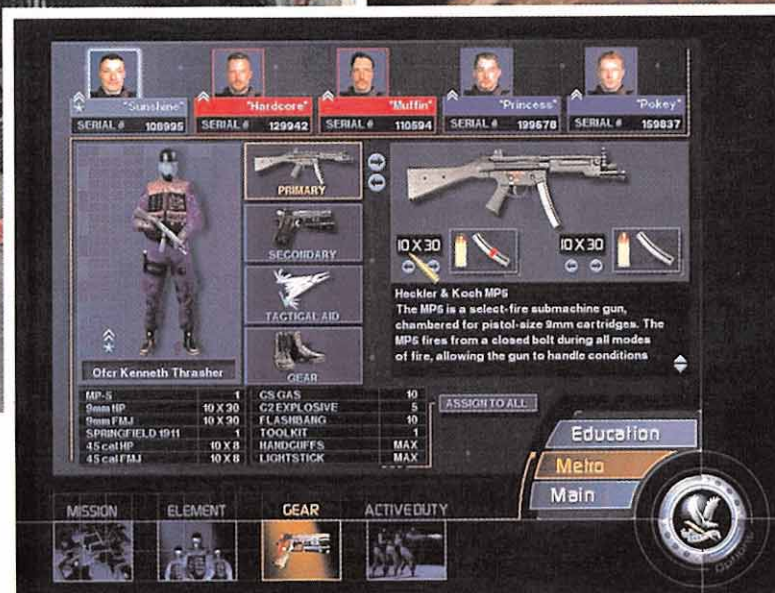 "Sunshine" "Hardcore" "Muffin" "Princess" "Pokey"
SERIAL # 108995 SERIAL # 129942 SERIAL # 110594 SERIAL # 199678 SERIAL # 159837
PRIMARY
10 X 30 10 X 30
SECONDARY
Heckler & Koch MP5
The MP5 is a select-fire submachine gun,
chambered for pistol-size 9mm cartridges. The
MP5 fires from a closed bolt during all modes
of fire, allowing the gun to handle conditions
TACTICAL AID
Ofcr Kenneth Thrasher
GEAR
MP-5 1 CS GAS 10
9mm HP 10 X 30 C2 EXPLOSIVE 5
9mm FMJ 10 X 30 FLASHBANG 10
SPRINGFIELD 1911 1 TOOLKIT 1
45 cal HP 10 X 8 HANDCUFFS MAX
45 cal FMJ 10 X 8 LIGHTSTICK MAX
ASSIGN TO ALL
Education
Metro
Main
MISSION ELEMENT GEAR ACTIVE DUTY
OPTIONS